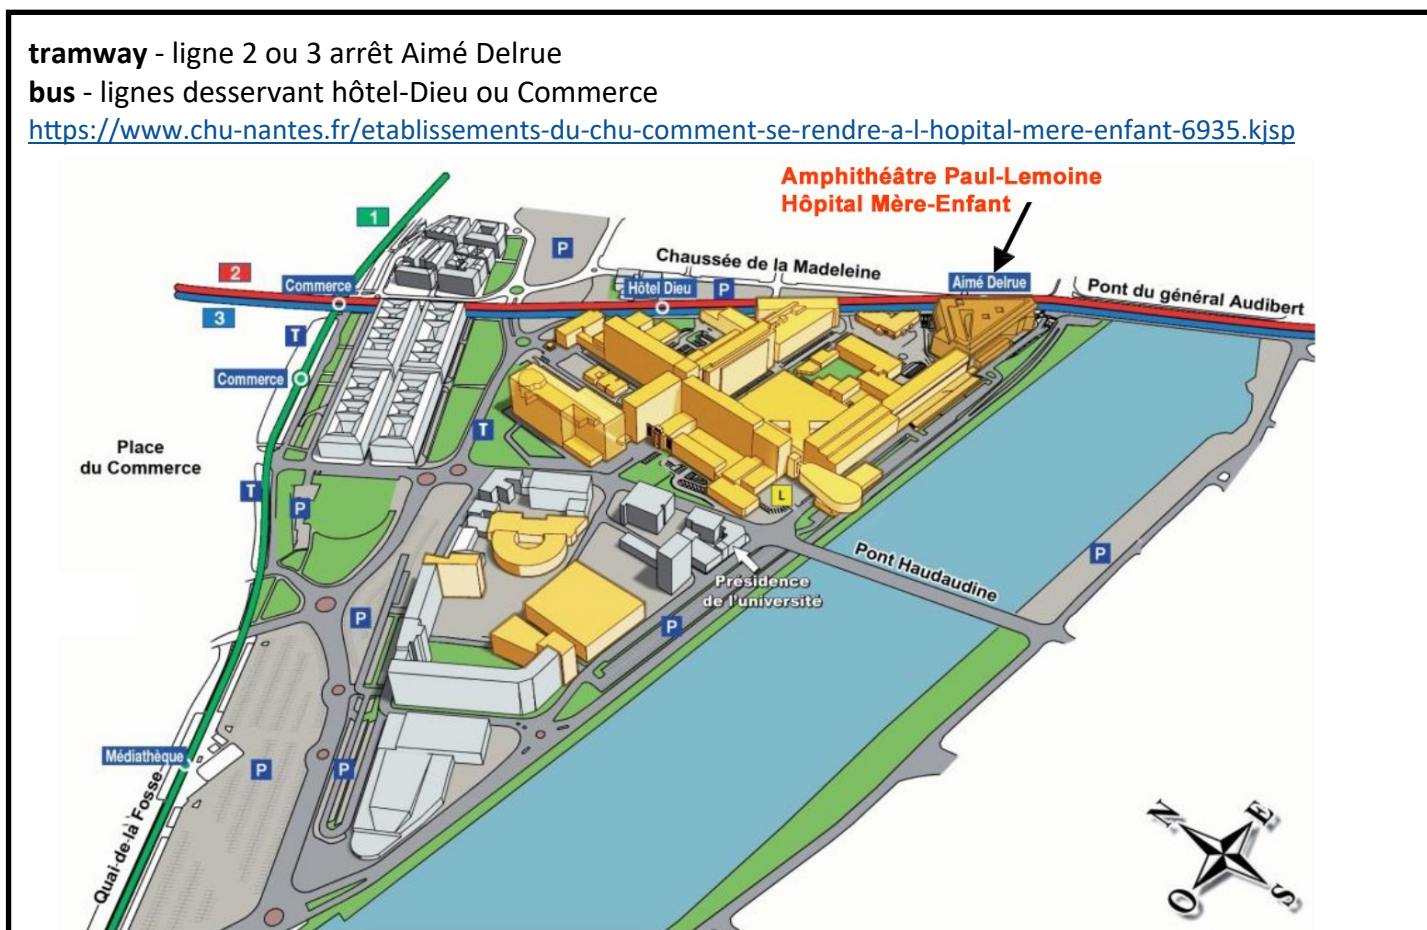 tramway - ligne 2 ou 3 arrêt Aimé Delrue
bus - lignes desservant hôtel-Dieu ou Commerce
https://www.chu-nantes.fr/etablissements-du-chu-comment-se-rendre-a-l-hopital-mere-enfant-6935.kjsp
Amphithéâtre Paul-Lemoine
Hôpital Mère-Enfant
1
P
Chaussée de la Madeleine
2
Commerce
Hôtel Dieu
P
Aimé Delrue
Pont du général Audibert
3
T
Commerce
Place
du Commerce
T
T
P
L
Pont Haudaudine
P
Présidence
de l'université
P
P
Médiathèque
P
P
Quai-de-la Fosse
N
E
O
S